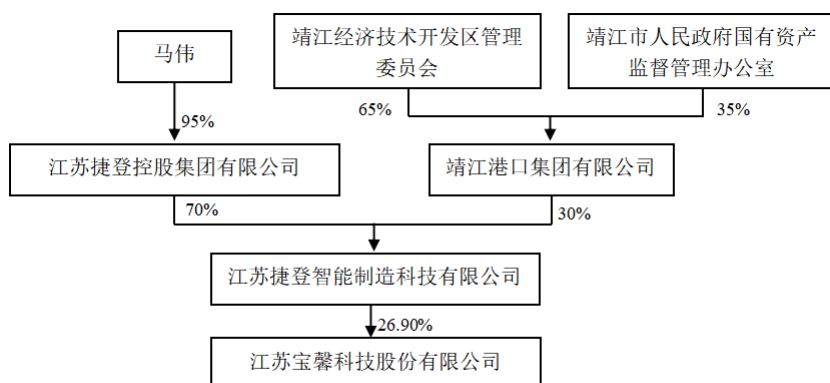 马伟
靖江经济技术开发区管理
委员会
靖江市人民政府国有资产
监督管理办公室
95%
65%
35%
江苏捷登控股集团有限公司
靖江港口集团有限公司
70%
30%
江苏捷登智能制造科技有限公司
26.90%
江苏宝馨科技股份有限公司